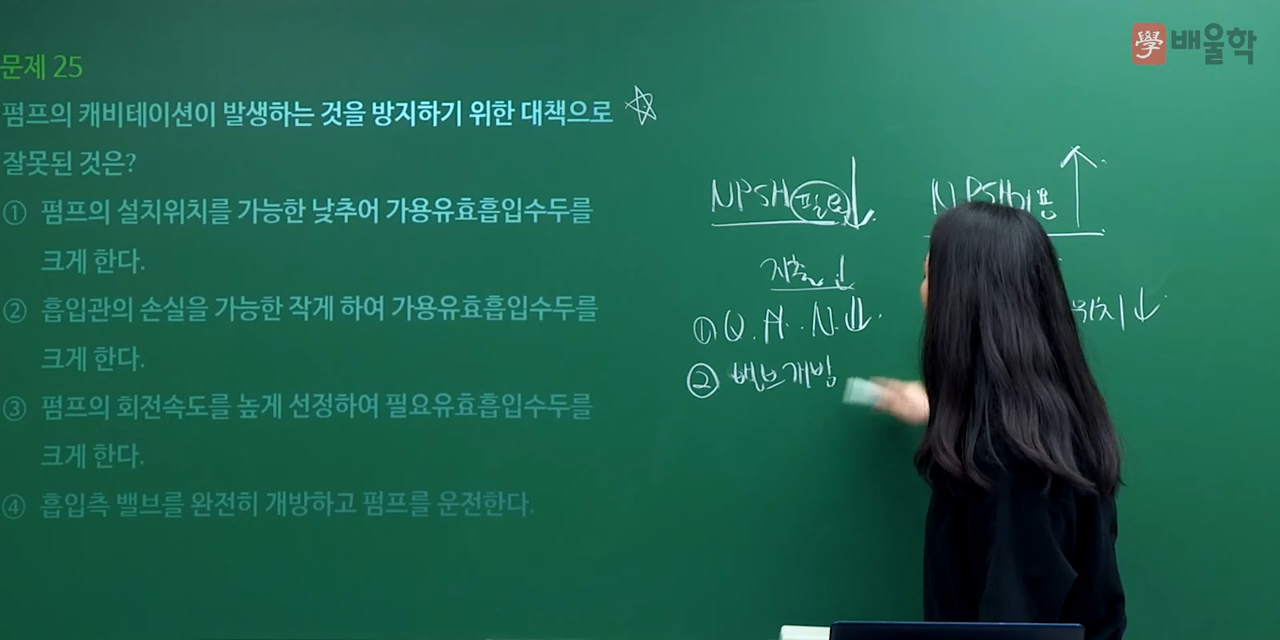 學 배울학
문제 25
펌프의 캐비테이션이 발생하는 것을 방지하기 위한 대책으로
잘못된 것은?
① 펌프의 설치위치를 가능한 낮추어 가용유효흡입수두를
크게 한다.
② 흡입관의 손실을 가능한 작게 하여 가용유효흡입수두를
크게 한다.
③ 펌프의 회전속도를 높게 선정하여 필요유효흡입수두를
크게 한다.
④ 흡입측 밸브를 완전히 개방하고 펌프를 운전한다.
NPSH필요↓
↓
① Q. H. N↓
② 밸브개방
NPSH 용↑
위치↓